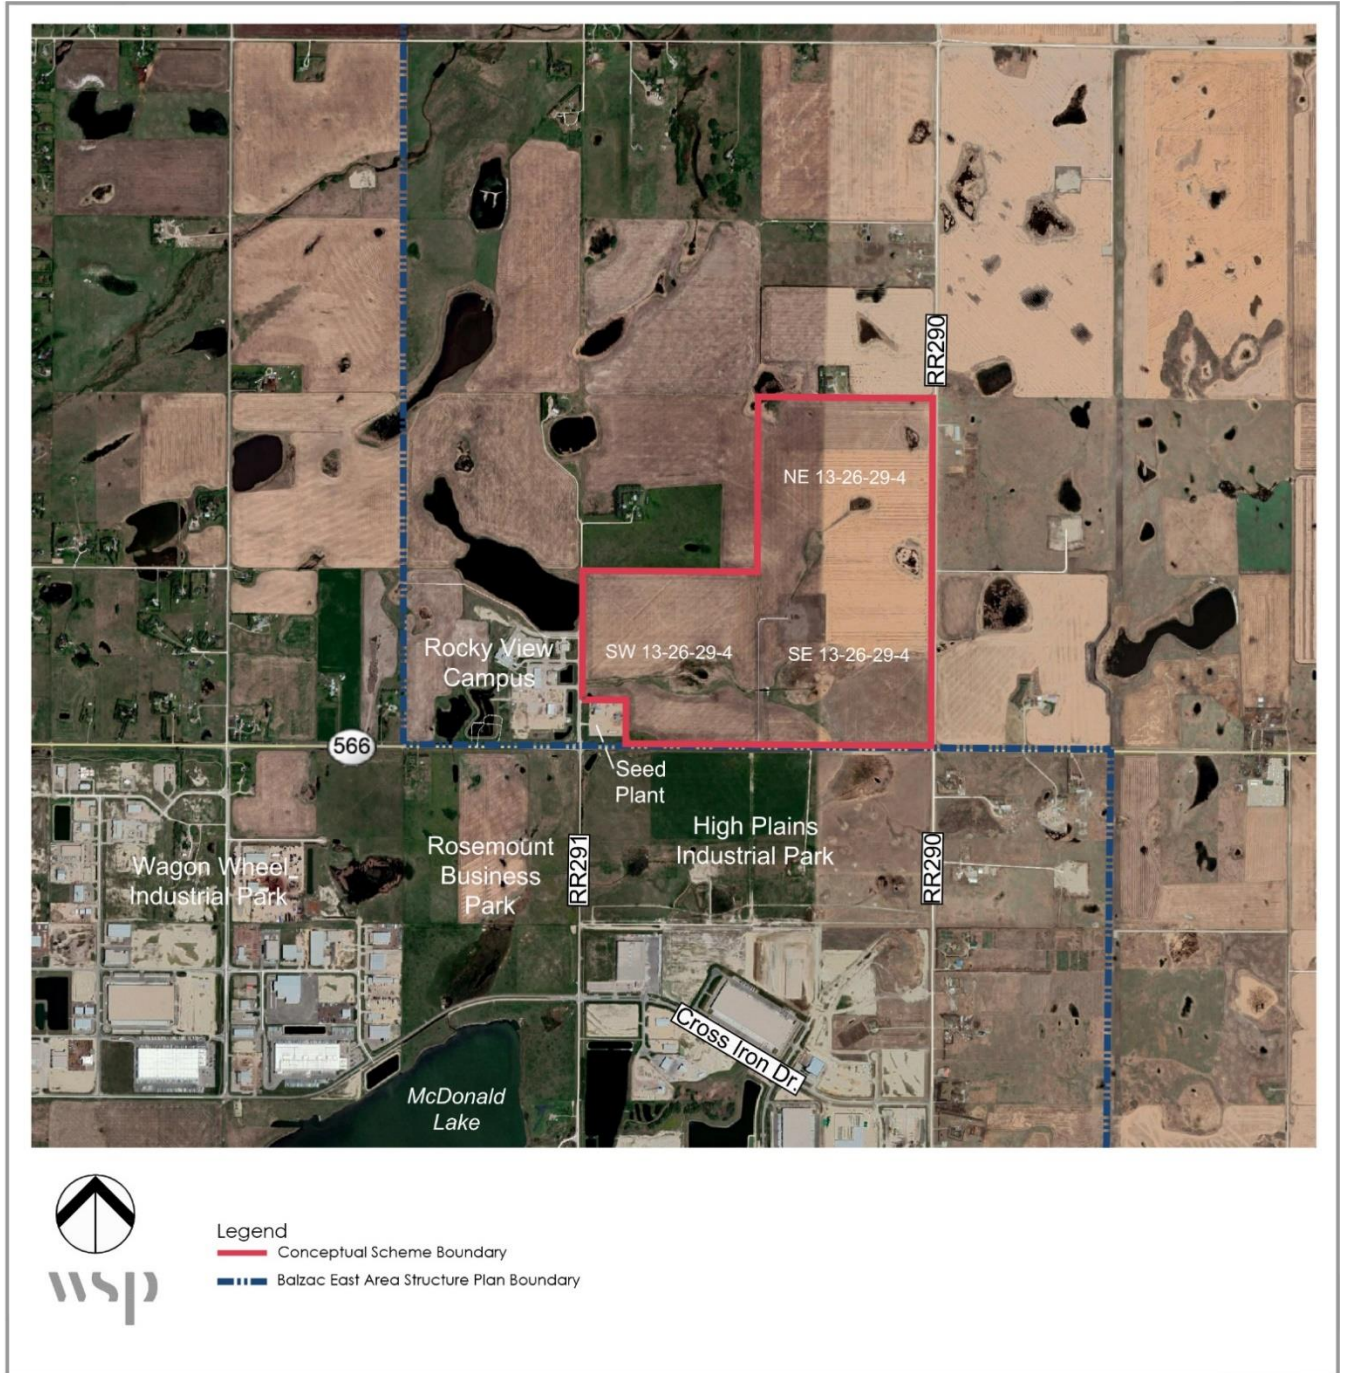 RR290
NE 13-26-29-4
Rocky View
Campus
SW 13-26-29-4
SE 13-26-29-4
566
Seed
Plant
High Plains
Industrial Park
Wagon Wheel
Industrial Park
Rosemount
Business
Park
RR291
RR290
Cross Iron Dr.
McDonald
Lake
Legend
Conceptual Scheme Boundary
Balzac East Area Structure Plan Boundary
wsp